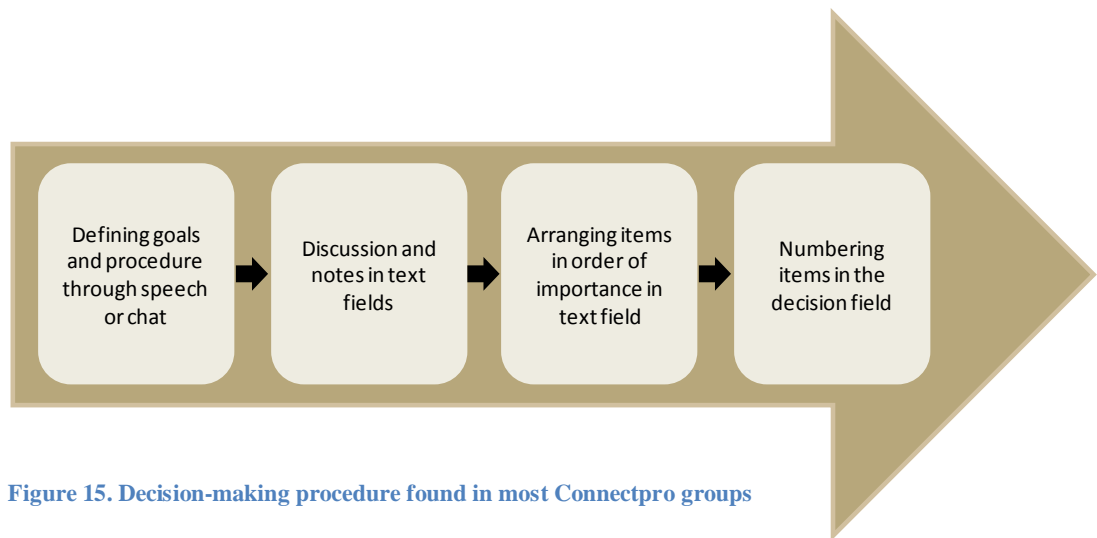 Defining goals
and procedure
through speech
or chat
Discussion and
notes in text
fields
Arranging items
in order of
importance in
text field
Numbering
items in the
decision field
Figure 15. Decision-making procedure found in most Connectpro groups